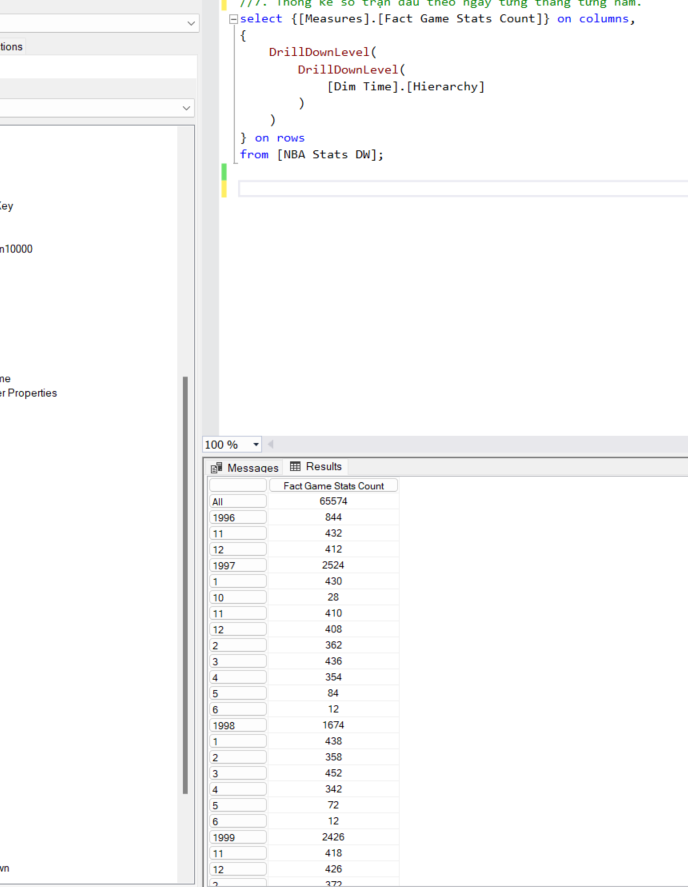 ///7. Thống kê số trận đấu theo ngày từng tháng từng năm.
select {[Measures].[Fact Game Stats Count]} on columns,
{
DrillDownLevel(
DrillDownLevel(
[Dim Time].[Hierarchy]
)
)
} on rows
from [NBA Stats DW];
tions
Key
n10000
me
er Properties
wn
100 %
Messages
Results
Fact Game Stats Count
All 65574
1996 844
11 432
12 412
1997 2524
1 430
10 28
11 410
12 408
2 362
3 436
4 354
5 84
6 12
1998 1674
1 438
2 358
3 452
4 342
5 72
6 12
1999 2426
11 418
12 426
2 372